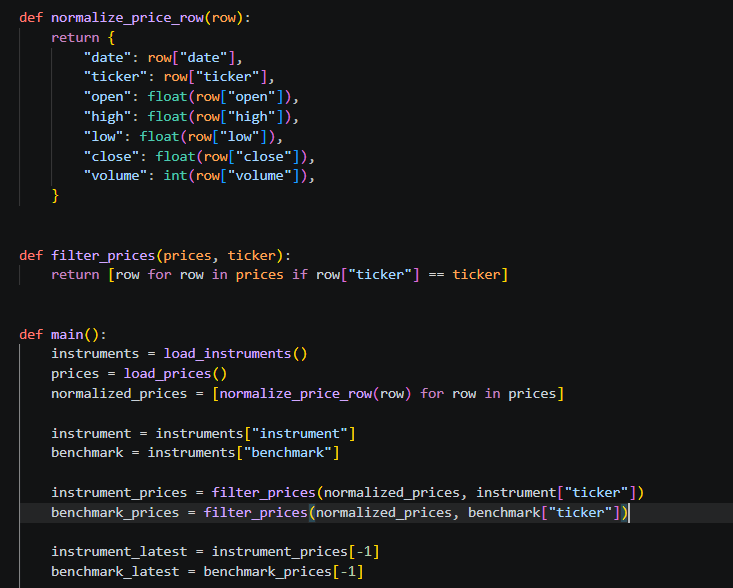 def normalize_price_row(row):
    return {
        "date": row["date"],
        "ticker": row["ticker"],
        "open": float(row["open"]),
        "high": float(row["high"]),
        "low": float(row["low"]),
        "close": float(row["close"]),
        "volume": int(row["volume"]),
    }
def filter_prices(prices, ticker):
    return [row for row in prices if row["ticker"] == ticker]
def main():
    instruments = load_instruments()
    prices = load_prices()
    normalized_prices = [normalize_price_row(row) for row in prices]
    instrument = instruments["instrument"]
    benchmark = instruments["benchmark"]
    instrument_prices = filter_prices(normalized_prices, instrument["ticker"])
    benchmark_prices = filter_prices(normalized_prices, benchmark["ticker"])
    instrument_latest = instrument_prices[-1]
    benchmark_latest = benchmark_prices[-1]